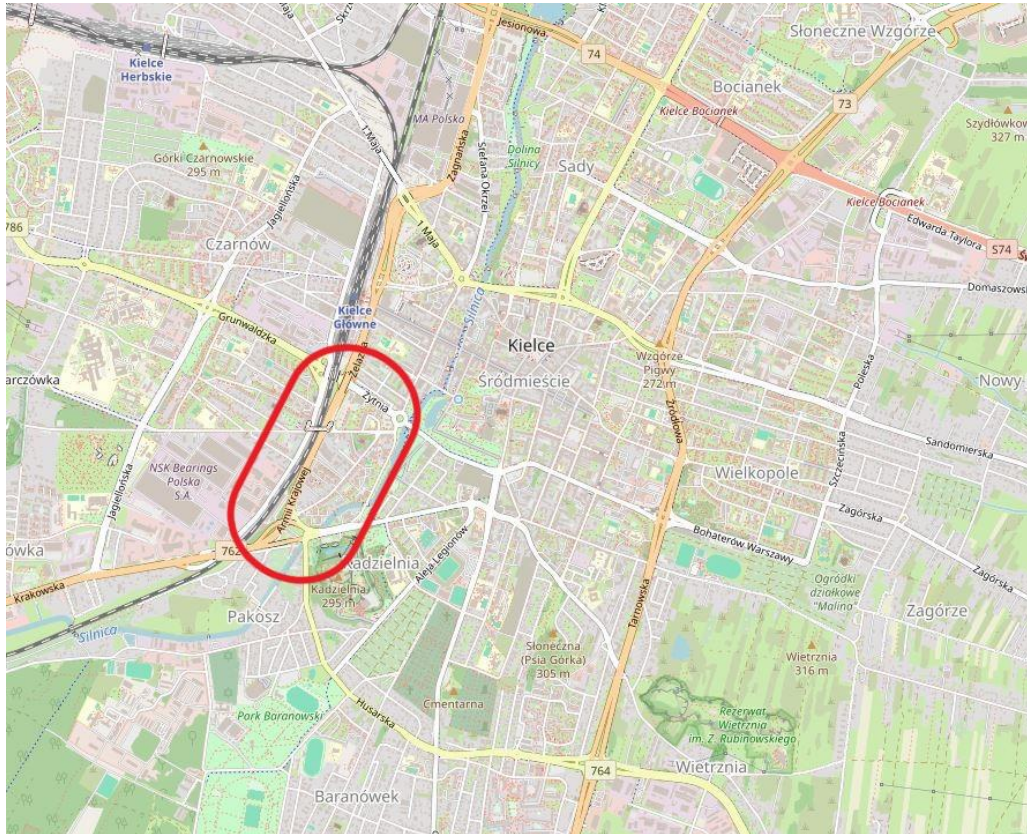 Jesionowa
Słoneczne Wzgórze
1 Maja
74
Kielce
Herbskie
Bocianek
73
Kielce Bocianek
MA Polska
Szydłówkow
327 m
Zagnańska
Stefana Okrzei
Dolina
Silnicy
Górki Czarnowskie
295 m
Sady
Jagiellońska
Kielce Bocianek
Edwarda Taylora
786
1 Maja
S74
Czarnów
Domaszowsk
Silnica
Kielce
Główne
Grunwaldzka
Kielce
Wzgórze
Pigwy
272 m
Poleska
Żelazna
Śródmieście
arczówka
Nowy
Żytnia
Źródłowa
Sandomierska
NSK Bearings
Polska
S.A.
Wielkopole
Szczecińska
Jagiellońska
Armii Krajowej
Zagórska
Bohaterów Warszawy
ówka
762
Kadzielnia
Aleja Legionów
Zagórska
Krakowska
Kadzielnia
295 m
Ogródki
działkowe
"Malina"
Pakosz
Tarnowska
Zagórze
Silnica
Słoneczna
(Psia Górka)
305 m
Wietrznia
316 m
Cmentarna
Park Baranowski
Husarska
Rezerwat
Wietrznia
im. Z. Rubinowskiego
764
Wietrznia
Baranówek